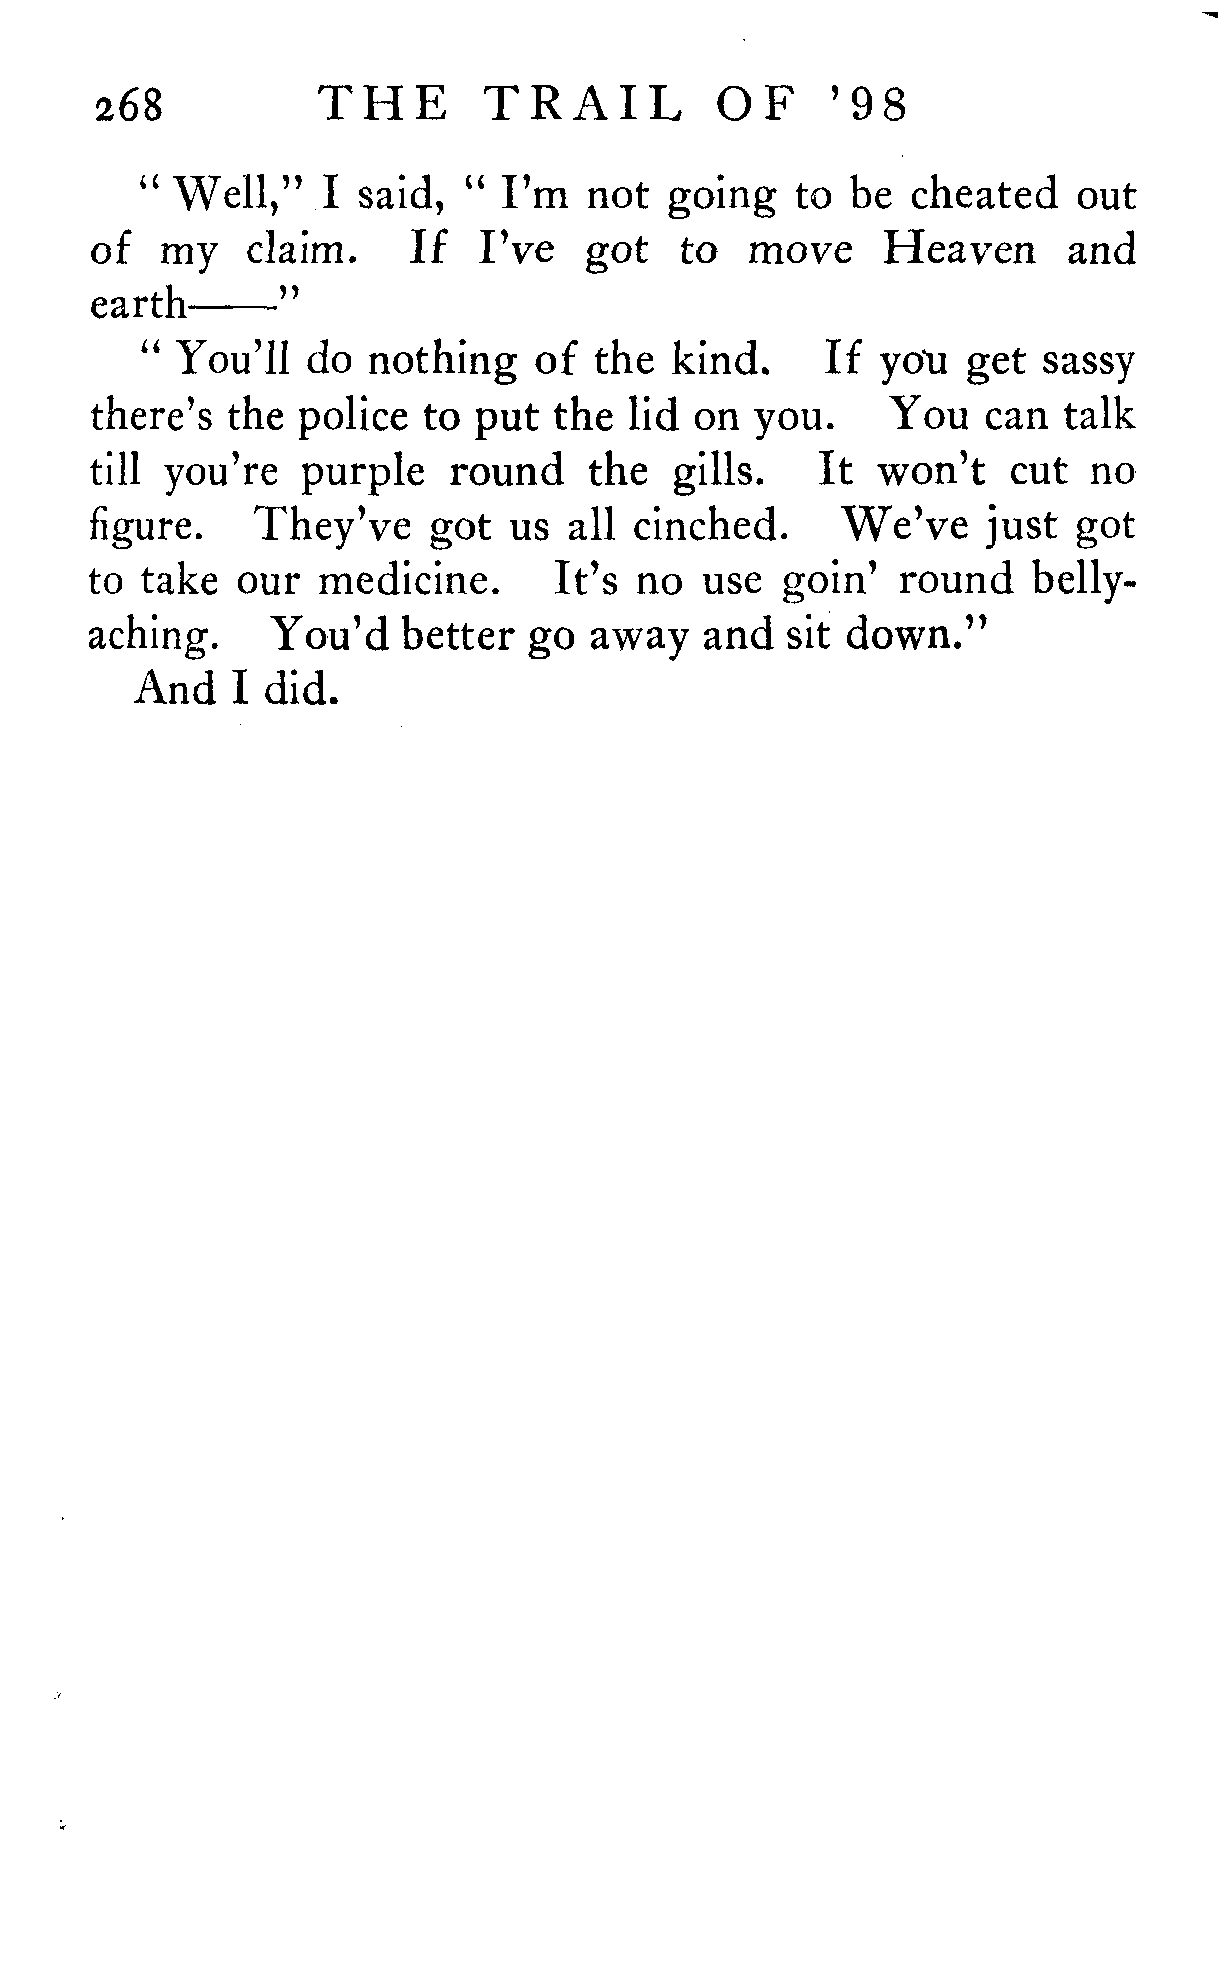 268 THE TRAIL OF '98
" Well," I said, " I'm not going to be cheated out
of my claim. If I've got to move Heaven and
earth——"
" You'll do nothing of the kind. If you get sassy
there's the police to put the lid on you. You can talk
till you're purple round the gills. It won't cut no
figure. They've got us all cinched. We've just got
to take our medicine. It's no use goin' round belly-
aching. You'd better go away and sit down."
And I did.